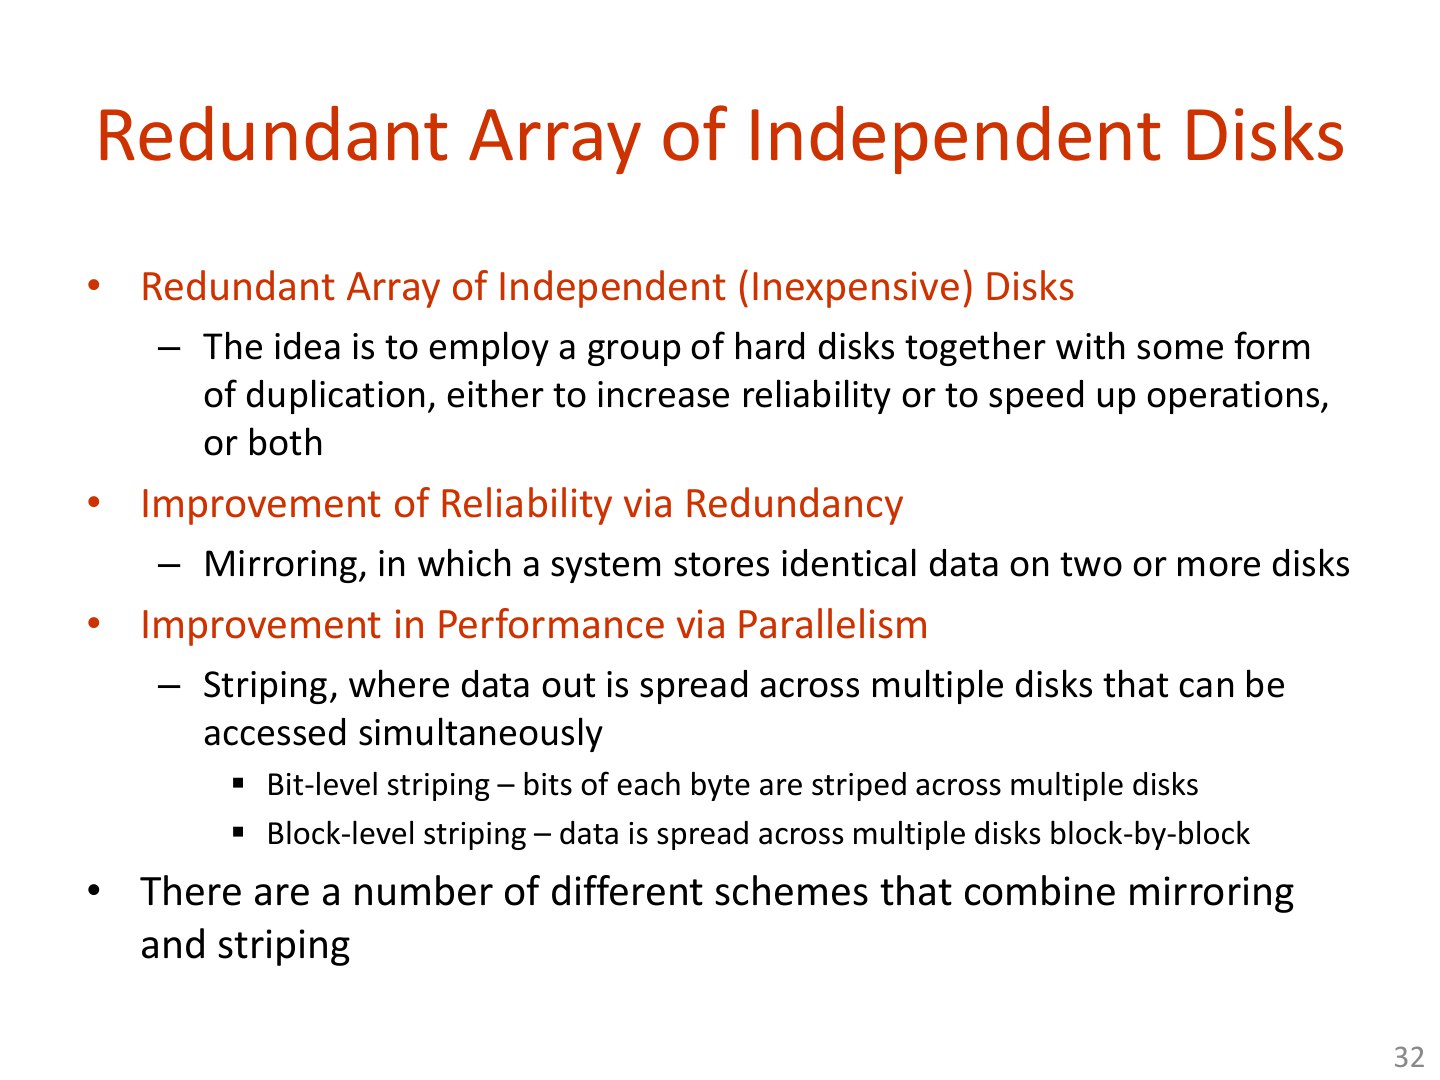 Redundant Array of Independent Disks
• Redundant Array of Independent (Inexpensive) Disks
– The idea is to employ a group of hard disks together with some form
of duplication, either to increase reliability or to speed up operations,
or both
• Improvement of Reliability via Redundancy
– Mirroring, in which a system stores identical data on two or more disks
• Improvement in Performance via Parallelism
– Striping, where data out is spread across multiple disks that can be
accessed simultaneously
▪ Bit-level striping – bits of each byte are striped across multiple disks
▪ Block-level striping – data is spread across multiple disks block-by-block
• There are a number of different schemes that combine mirroring
and striping
32